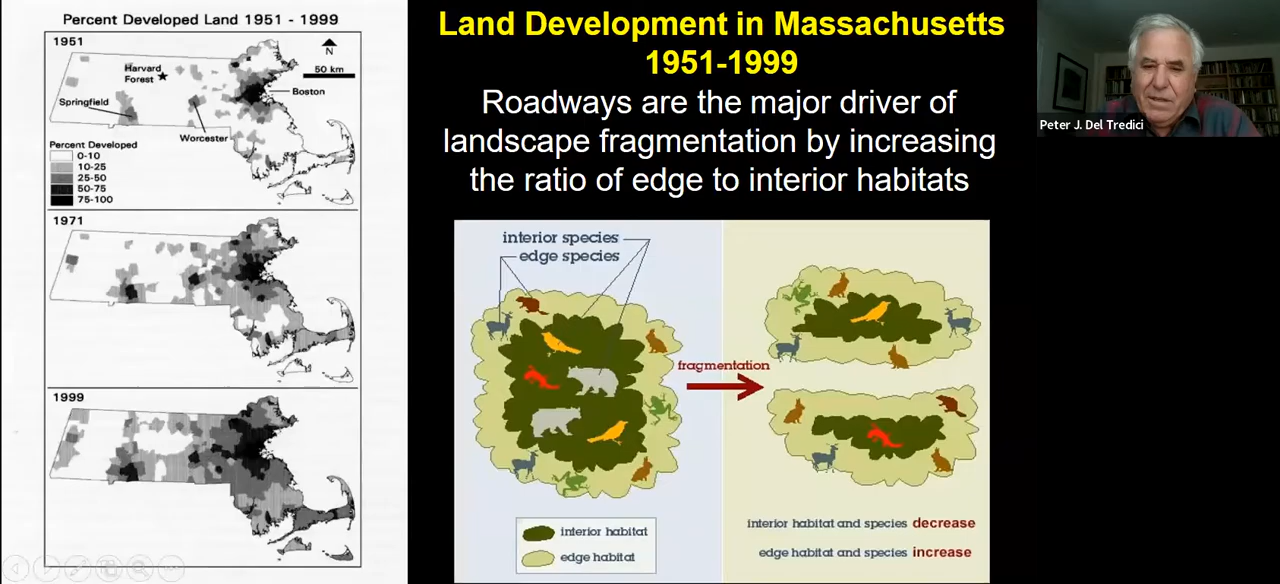 Percent Developed Land 1951 - 1999
1951
N
50 km
Harvard
Forest
Springfield
Boston
Worcester
Percent Developed
0-10
10-25
25-50
50-75
75-100
1971
1999
Land Development in Massachusetts
1951-1999
Roadways are the major driver of
landscape fragmentation by increasing
the ratio of edge to interior habitats
interior species
edge species
fragmentation
interior habitat
edge habitat
interior habitat and species decrease
edge habitat and species increase
Peter J. Del Tredici